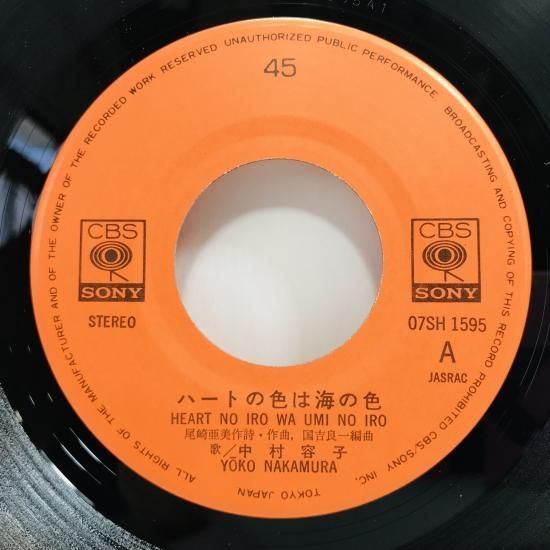 ALL RIGHTS OF THE MANUFACTURER AND OF THE OWNER OF THE RECORDED WORK RESERVED UNAUTHORIZED PUBLIC PERFORMANCE, BROADCASTING AND COPYING OF THIS RECORD PROHIBITED CBS/SONY INC.
45
CBS
SONY
CBS
SONY
STEREO
07SH 1595
A
JASRAC
ハートの色は海の色
HEART NO IRO WA UMI NO IRO
尾崎亜美作詩・作曲, 国吉良一編曲
歌／中村容子
YŌKO NAKAMURA
TOKYO JAPAN